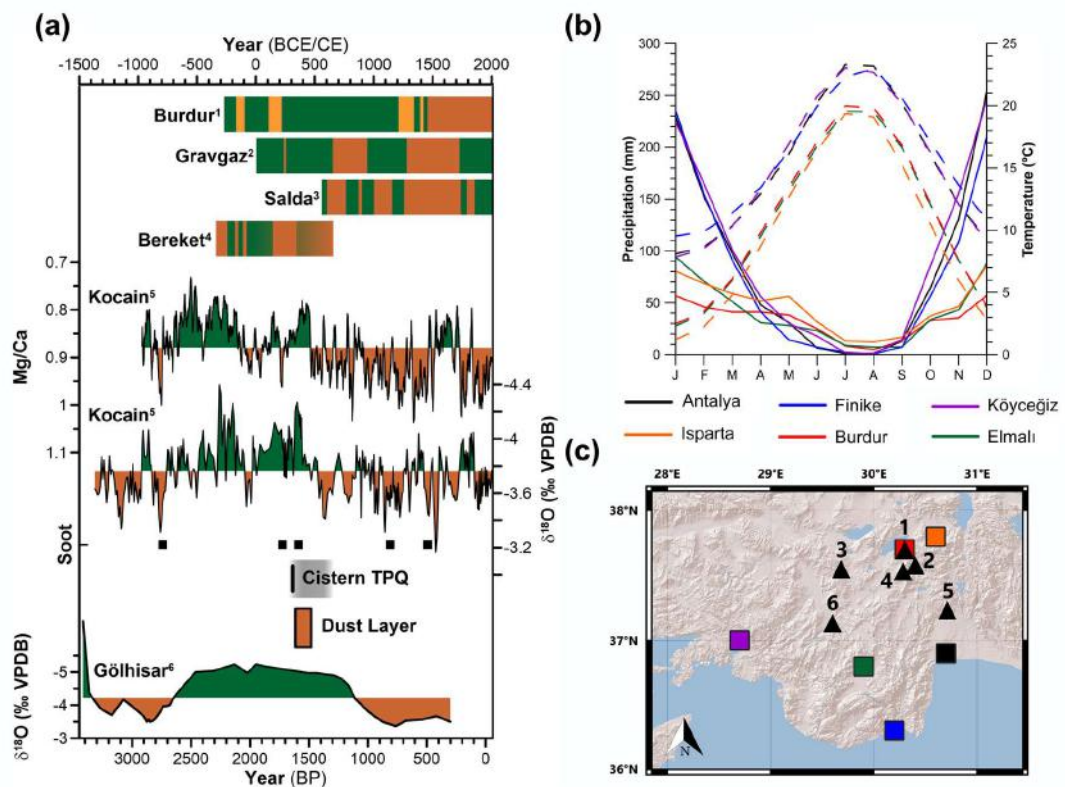 (a)
Year (BCE/CE)
-1500 -1000 -500 0 500 1000 1500 2000
Burdur¹
Gravgaz²
Salda³
Bereket⁴
0.7
Kocain⁵
0.8
Mg/Ca
0.9
-4.4
1
Kocain⁵
-4
1.1
-3.6
δ¹⁸O (‰ VPDB)
-3.2
Soot
Cistern TPQ
Dust Layer
Gölhisar⁶
-5
-4
-3
δ¹⁸O (‰ VPDB)
3000 2500 2000 1500 1000 500 0
Year (BP)
(b)
300 25
250
20
200
15
150
Precipitation (mm)
Temperature (ºC)
10
100
5
50
0 0
J F M A M J J A S O N D
Antalya Finike Köyceğiz
Isparta Burdur Elmalı
(c)
28° 29° 30° 31°
38°N
1
2
3
4
5
6
37°N
36°N
N